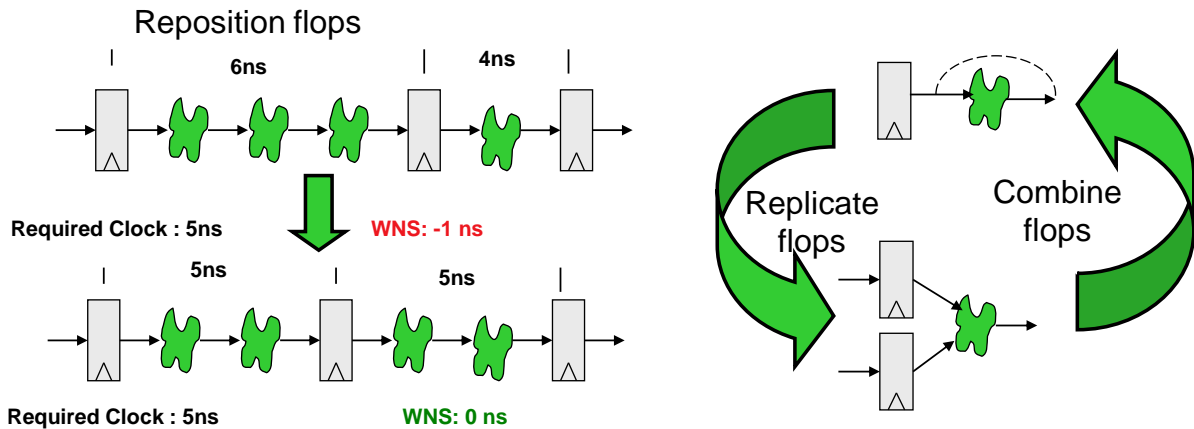 Reposition flops
6ns
4ns
Required Clock : 5ns
WNS: -1 ns
5ns
5ns
Required Clock : 5ns
WNS: 0 ns
Replicate
flops
Combine
flops